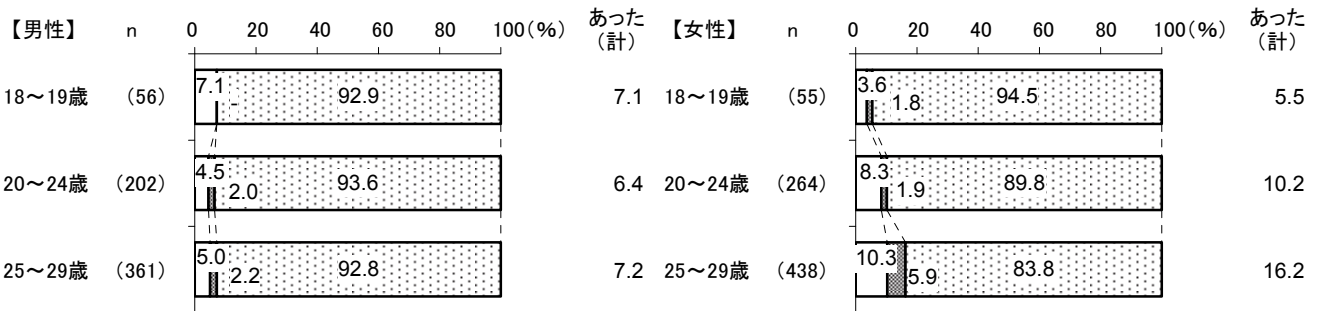 【男性】 n 0 20 40 60 80 100(%) あった(計)
18~19歳 (56) 7.1 - 92.9 7.1
20~24歳 (202) 4.5 2.0 93.6 6.4
25~29歳 (361) 5.0 2.2 92.8 7.2
【女性】 n 0 20 40 60 80 100(%) あった(計)
18~19歳 (55) 3.6 1.8 94.5 5.5
20~24歳 (264) 8.3 1.9 89.8 10.2
25~29歳 (438) 10.3 5.9 83.8 16.2